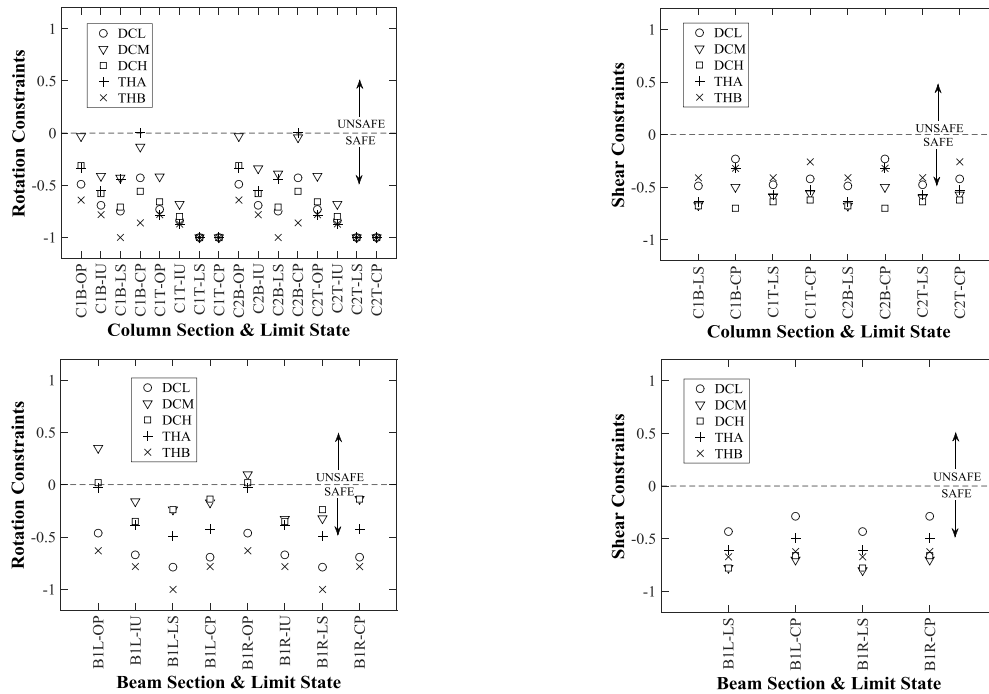 Rotation Constraints
1
0.5
0
-0.5
-1
DCL
DCM
DCH
THA
THB
UNSAFE
SAFE
C1B-OP
C1B-IU
C1B-LS
C1B-CP
C1T-OP
C1T-IU
C1T-LS
C1T-CP
C2B-OP
C2B-IU
C2B-LS
C2B-CP
C2T-OP
C2T-IU
C2T-LS
C2T-CP
Column Section & Limit State
Shear Constraints
1
0.5
0
-0.5
-1
DCL
DCM
DCH
THA
THB
UNSAFE
SAFE
C1B-LS
C1B-CP
C1T-LS
C1T-CP
C2B-LS
C2B-CP
C2T-LS
C2T-CP
Column Section & Limit State
Rotation Constraints
1
0.5
0
-0.5
-1
DCL
DCM
DCH
THA
THB
UNSAFE
SAFE
B1L-OP
B1L-IU
B1L-LS
B1L-CP
B1R-OP
B1R-IU
B1R-LS
B1R-CP
Beam Section & Limit State
Shear Constraints
1
0.5
0
-0.5
-1
DCL
DCM
DCH
THA
THB
UNSAFE
SAFE
B1L-LS
B1L-CP
B1R-LS
B1R-CP
Beam Section & Limit State